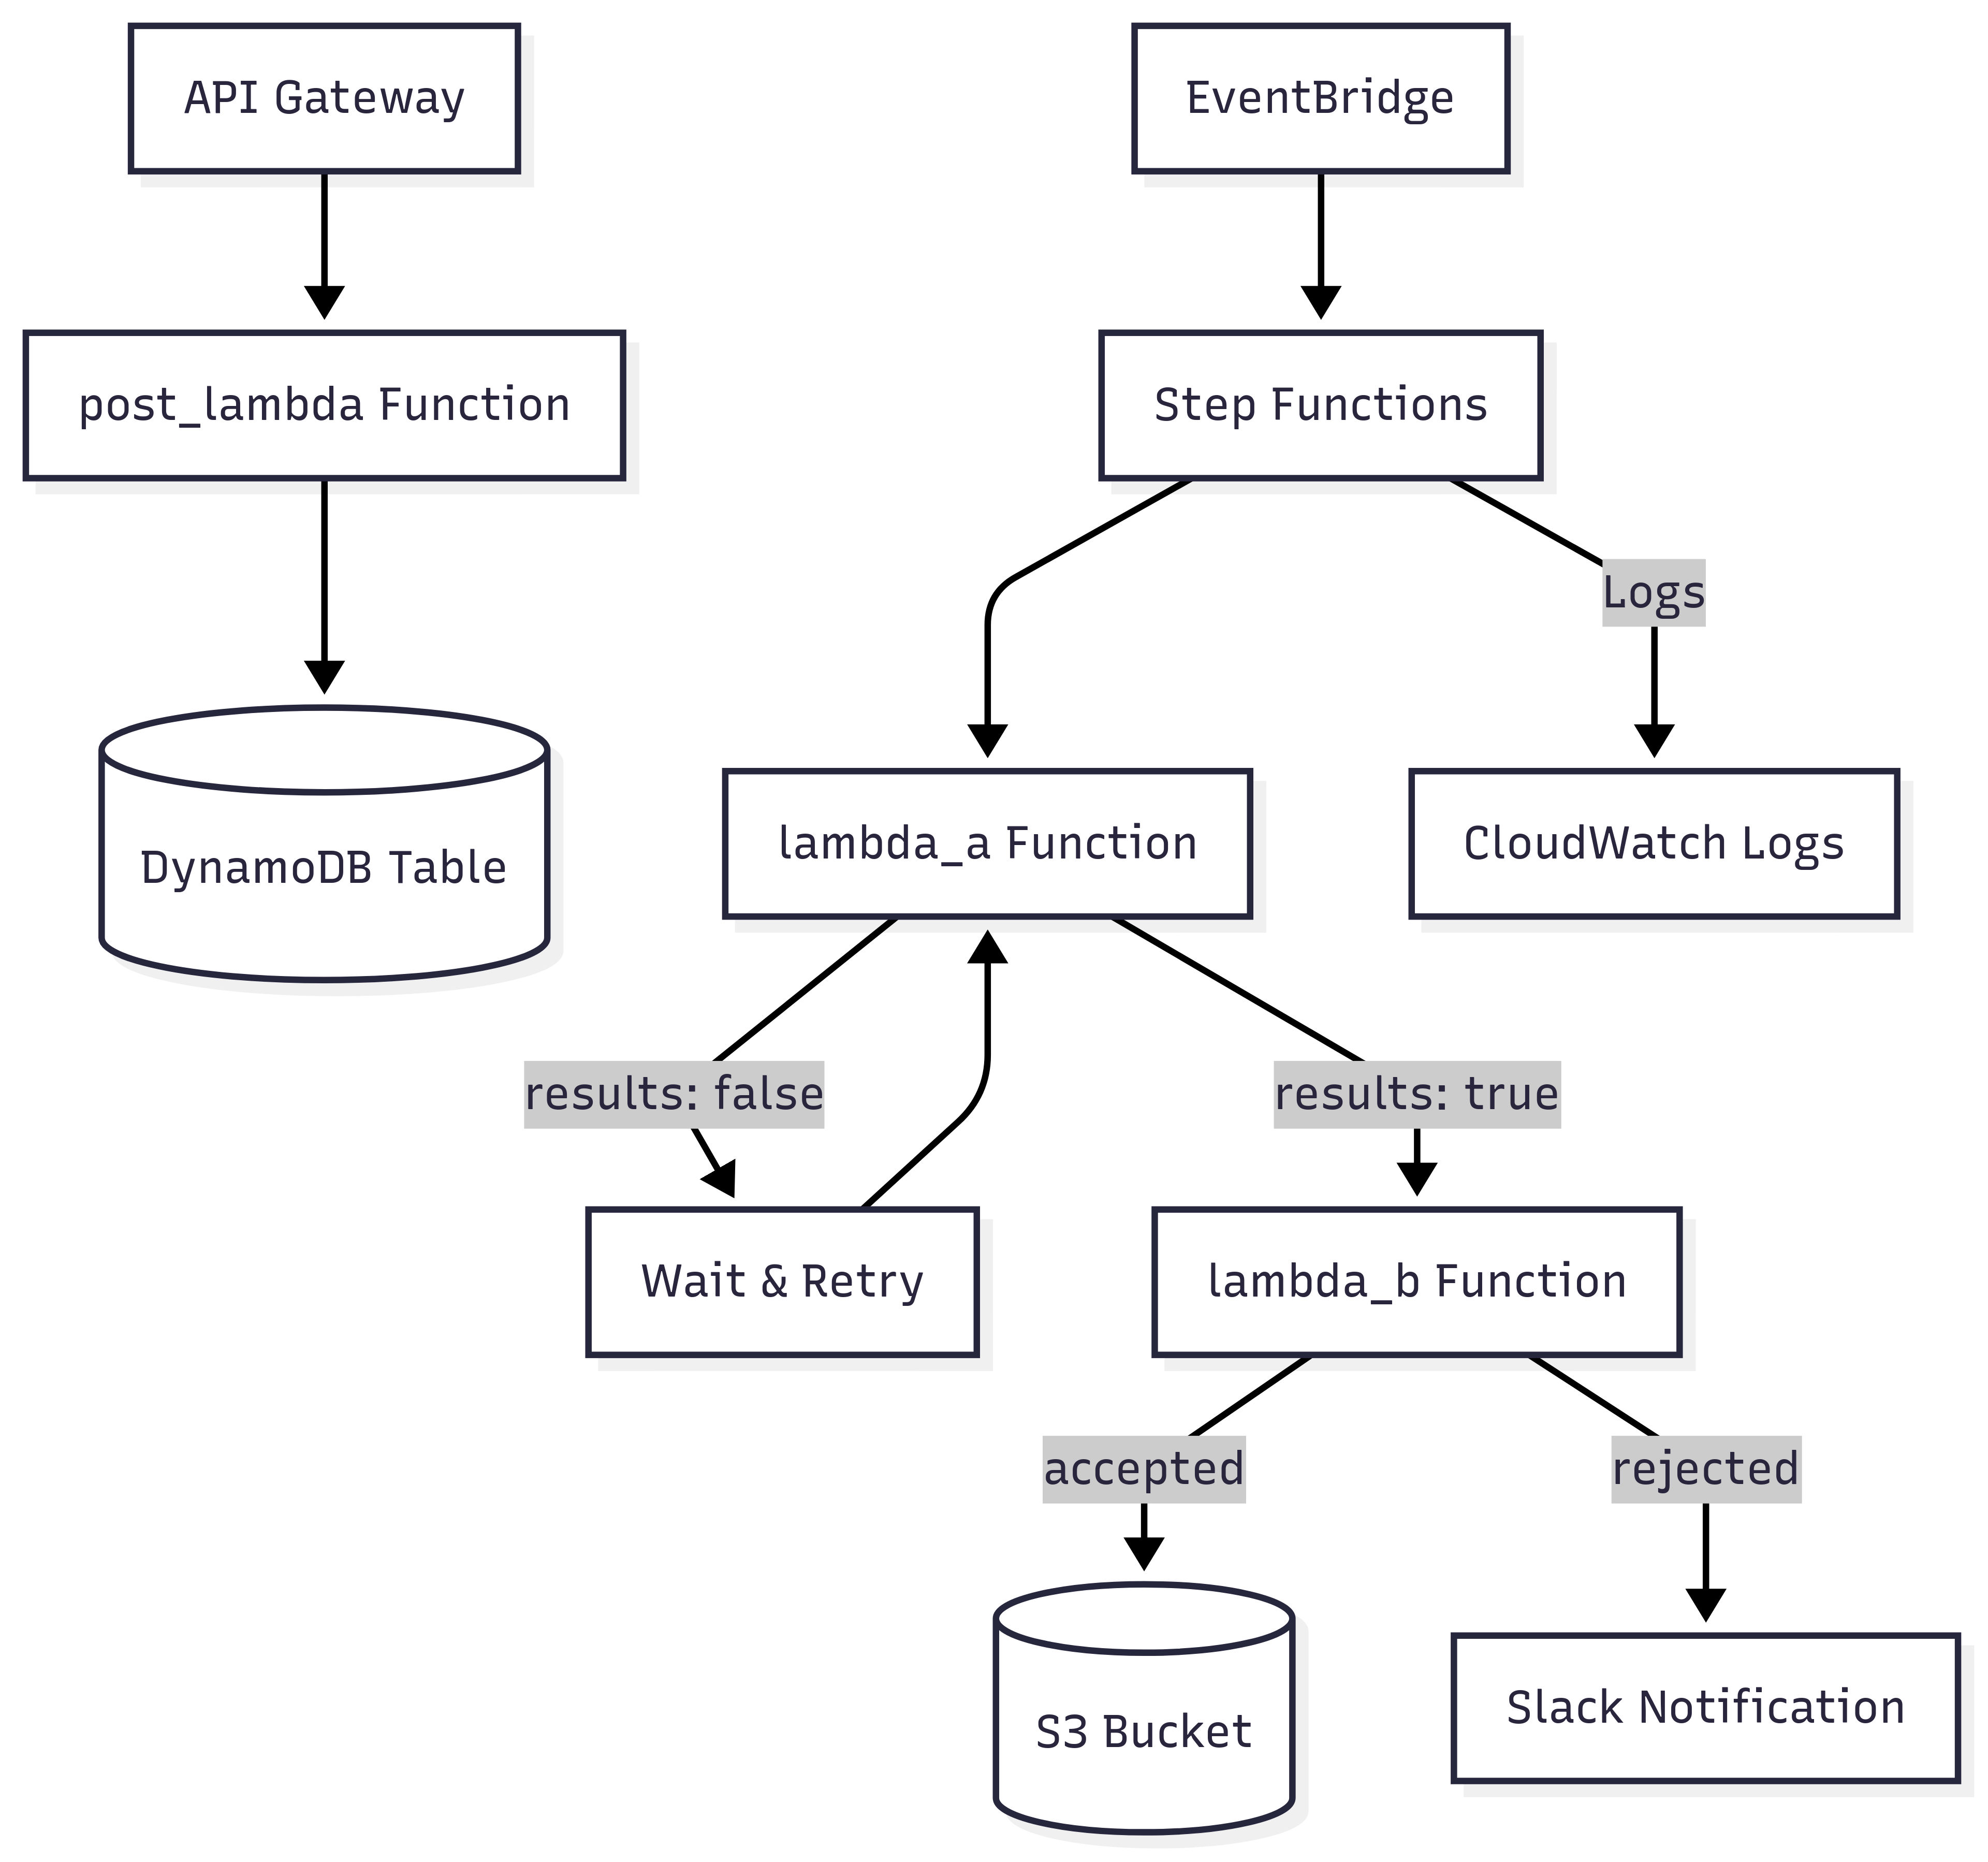 API Gateway
EventBridge
post_lambda Function
Step Functions
Logs
DynamoDB Table
lambda_a Function
CloudWatch Logs
results: false
results: true
Wait & Retry
lambda_b Function
accepted
rejected
S3 Bucket
Slack Notification